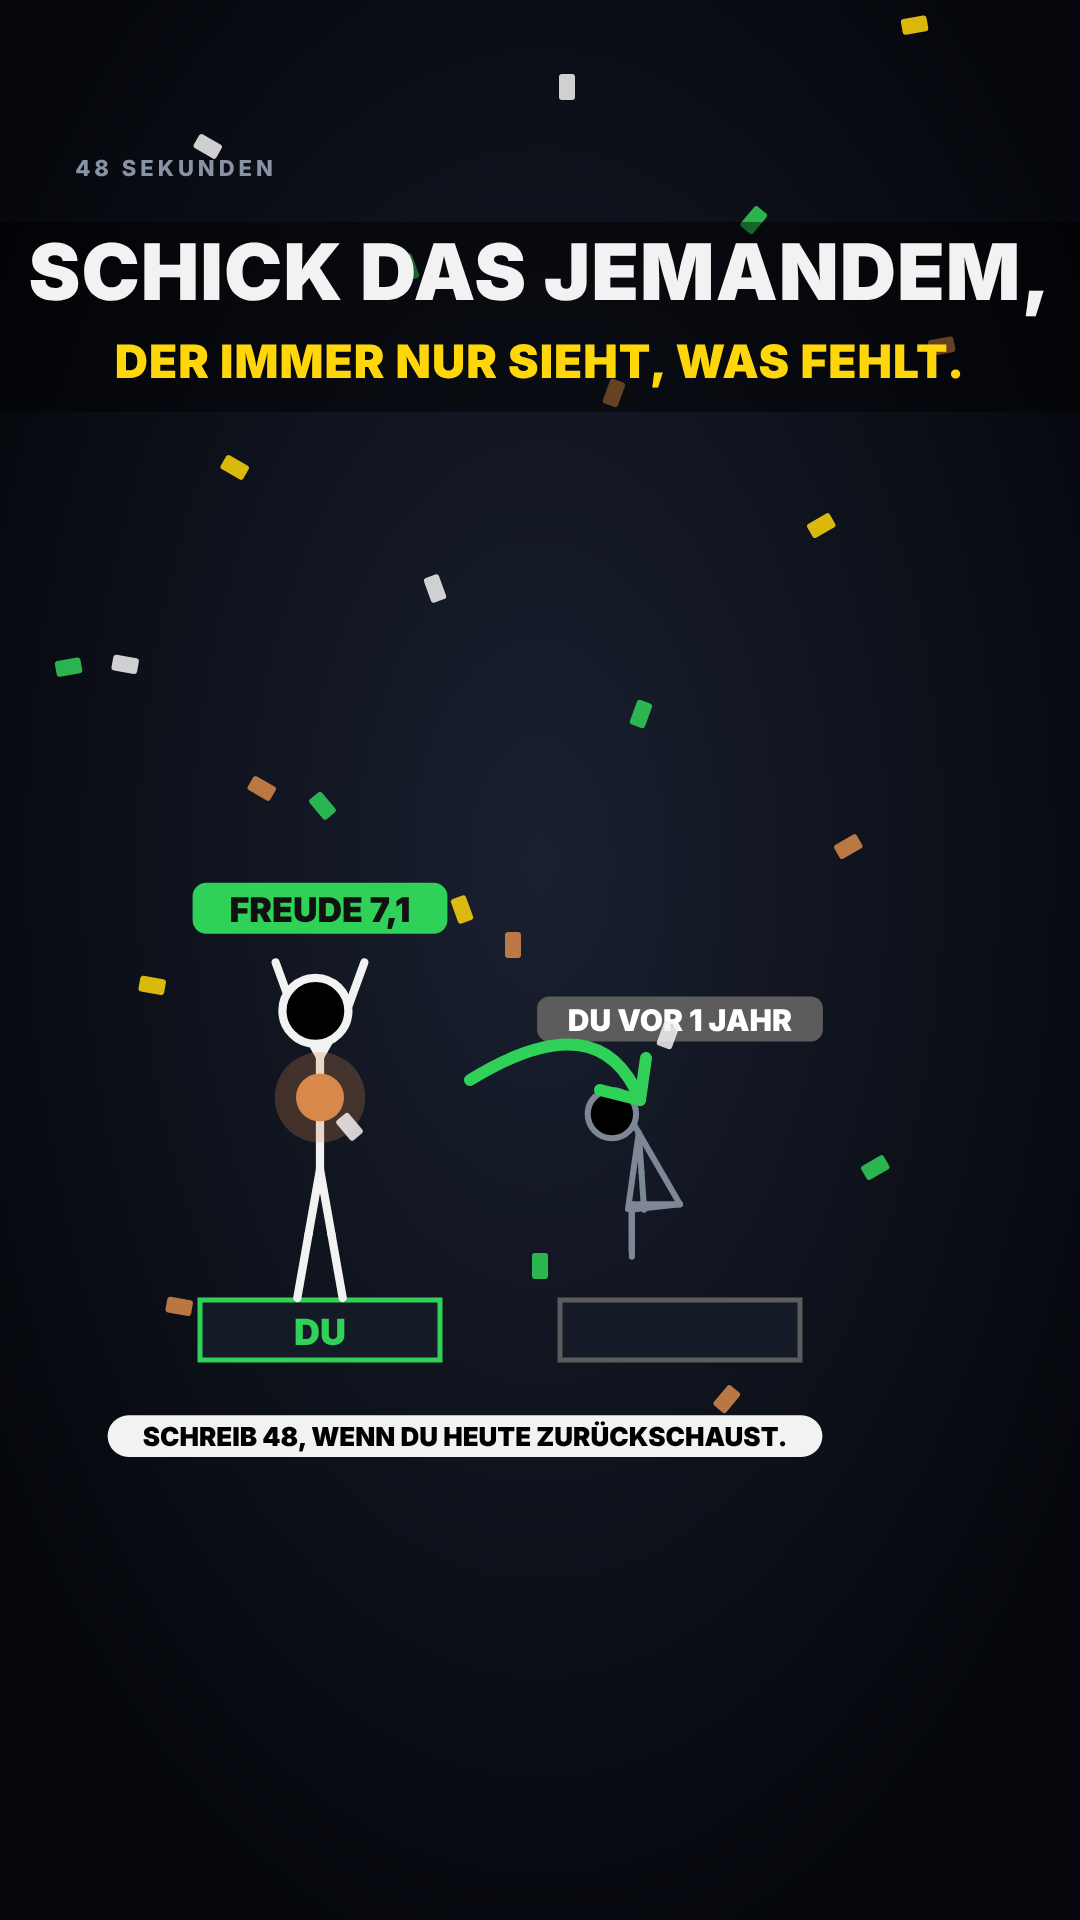 48 SEKUNDEN
SCHICK DAS JEMANDEM,
DER IMMER NUR SIEHT, WAS FEHLT.
FREUDE 7,1
DU VOR 1 JAHR
DU
SCHREIB 48, WENN DU HEUTE ZURÜCKSCHAUST.